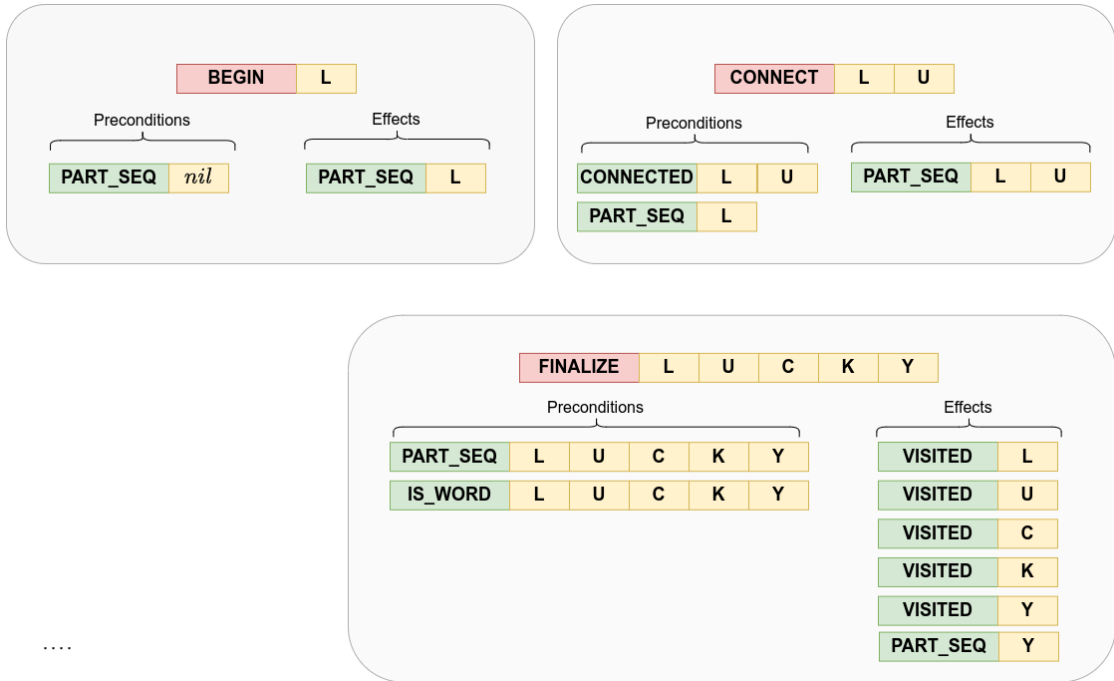 BEGIN L
Preconditions Effects
PART_SEQ nil PART_SEQ L
CONNECT L U
Preconditions Effects
CONNECTED L U PART_SEQ L U
PART_SEQ L
FINALIZE L U C K Y
Preconditions Effects
PART_SEQ L U C K Y VISITED L
IS_WORD L U C K Y VISITED U
VISITED C
VISITED K
VISITED Y
PART_SEQ Y
....